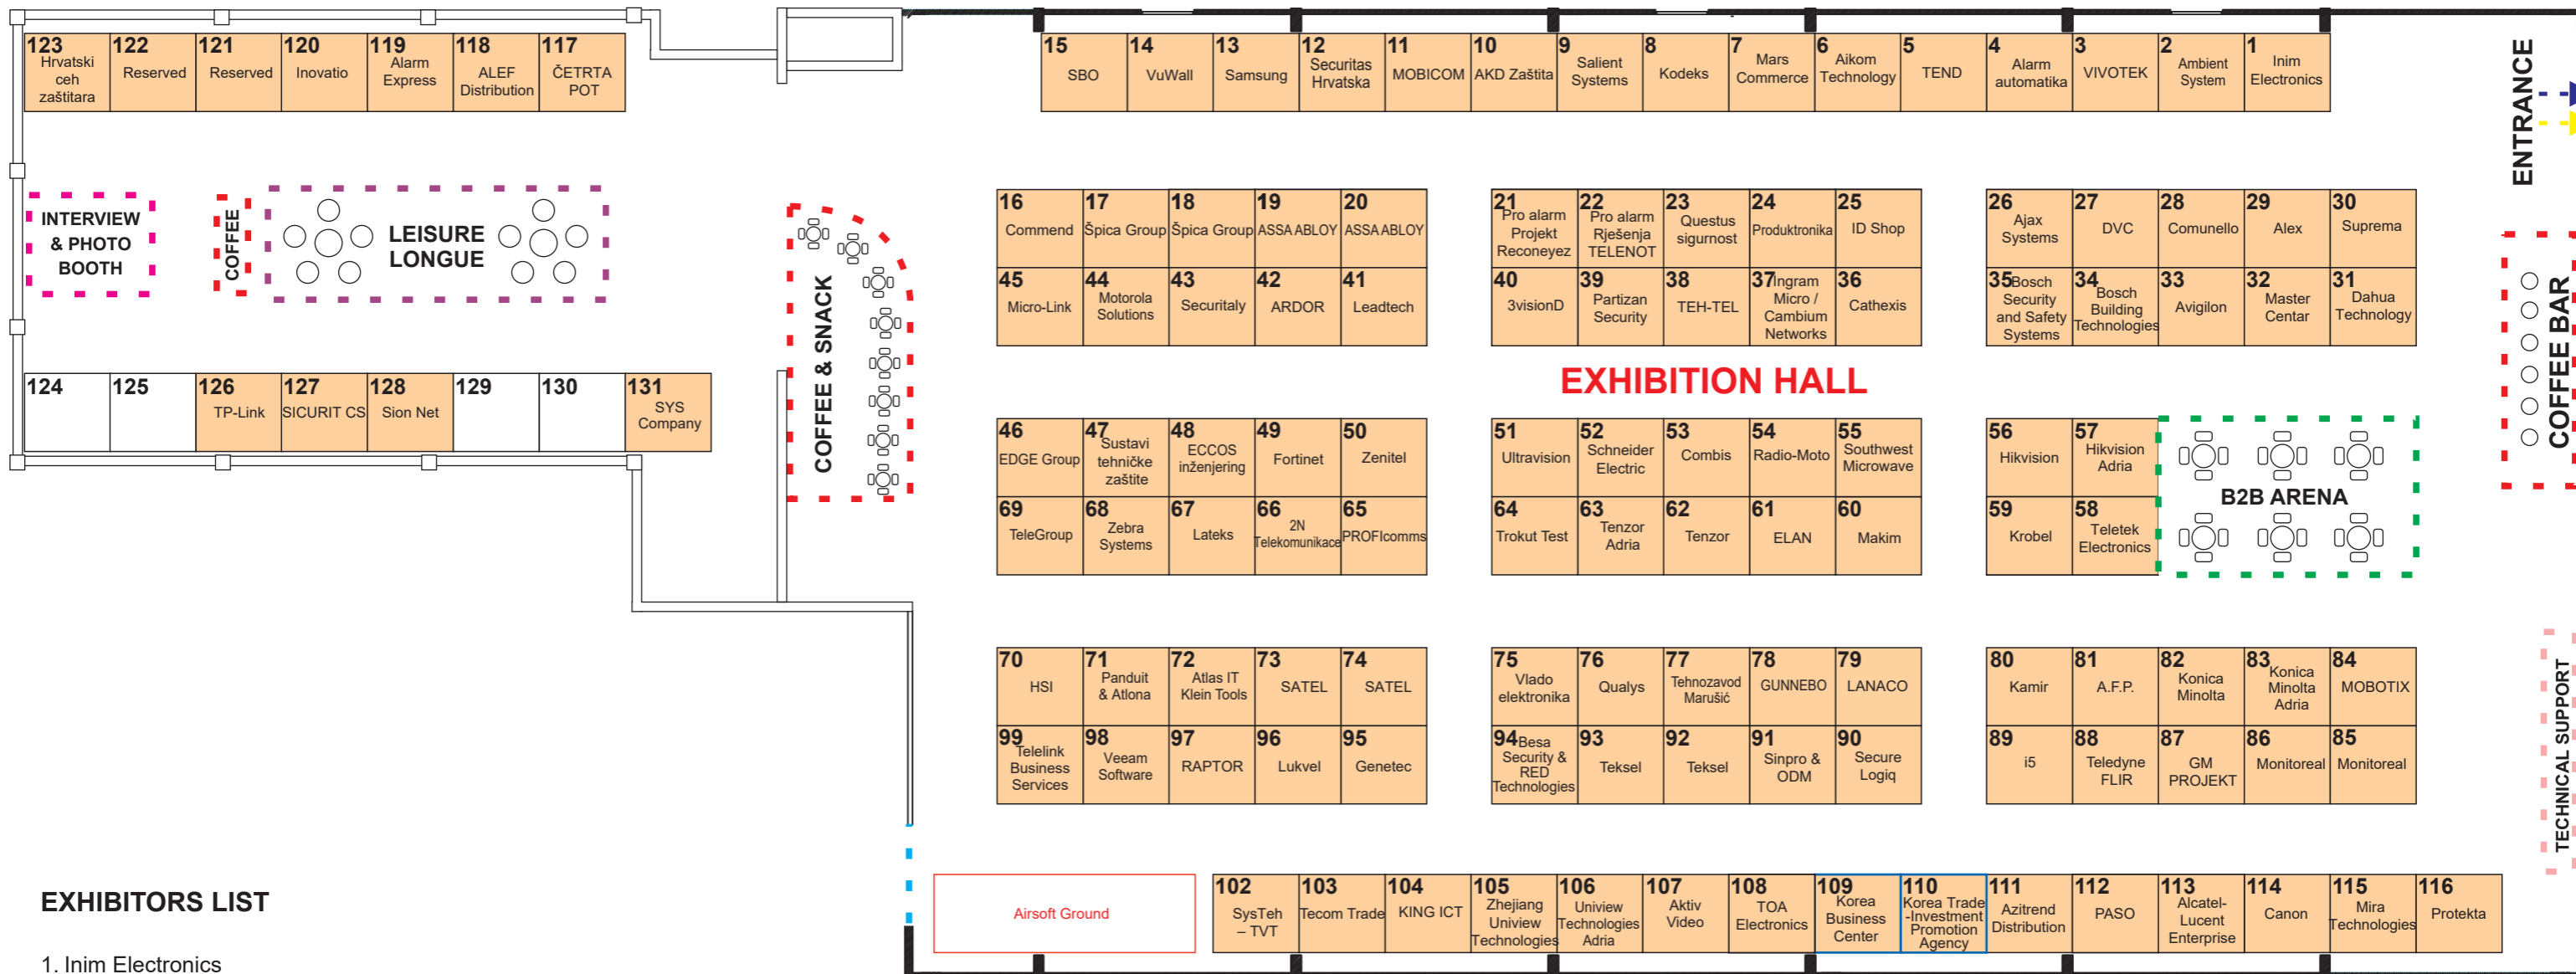 123
Hrvatski
ceh
zaštitara
122
Reserved
121
Reserved
120
Inovatio
119
Alarm
Express
118
ALEF
Distribution
117
ČETRTA
POT
15
SBO
14
VuWall
13
Samsung
12
Securitas
Hrvatska
11
MOBICOM
10
AKD Zaštita
9
Salient
Systems
8
Kodeks
7
Mars
Commerce
6
Aikom
Technology
5
TEND
4
Alarm
automatika
3
VIVOTEK
2
Ambient
System
1
Inim
Electronics
ENTRANCE
INTERVIEW
& PHOTO
BOOTH
COFFEE
LEISURE
LONGUE
COFFEE & SNACK
16
Commend
17
Špica Group
18
Špica Group
19
ASSA ABLOY
20
ASSA ABLOY
21
Pro alarm
Projekt
Reconeyez
22
Pro alarm
Rješenja
TELENOT
23
Questus
sigurnost
24
Produktronika
25
ID Shop
26
Ajax
Systems
27
DVC
28
Comunello
29
Alex
30
Suprema
45
Micro-Link
44
Motorola
Solutions
43
Securitaly
42
ARDOR
41
Leadtech
40
3visionD
39
Partizan
Security
38
TEH-TEL
37
Ingram
Micro /
Cambium
Networks
36
Cathexis
35
Bosch
Security
and Safety
Systems
34
Bosch
Building
Technologies
33
Avigilon
32
Master
Centar
31
Dahua
Technology
COFFEE BAR
EXHIBITION HALL
124
125
126
TP-Link
127
SICURIT CS
128
Sion Net
129
130
131
SYS
Company
46
EDGE Group
47
Sustavi
tehničke
zaštite
48
ECCOS
inženjering
49
Fortinet
50
Zenitel
51
Ultravision
52
Schneider
Electric
53
Combis
54
Radio-Moto
55
Southwest
Microwave
56
Hikvision
57
Hikvision
Adria
B2B ARENA
69
TeleGroup
68
Zebra
Systems
67
Lateks
66
2N
Telekomunikace
65
PROFIcomms
64
Trokut Test
63
Tenzor
Adria
62
Tenzor
61
ELAN
60
Makim
59
Krobel
58
Teletek
Electronics
70
HSI
71
Panduit
& Atlona
72
Atlas IT
Klein Tools
73
SATEL
74
SATEL
75
Vlado
elektronika
76
Qualys
77
Tehnozavod
Marušić
78
GUNNEBO
79
LANACO
80
Kamir
81
A.F.P.
82
Konica
Minolta
83
Konica
Minolta
Adria
84
MOBOTIX
TECHNICAL SUPPORT
99
Telelink
Business
Services
98
Veeam
Software
97
RAPTOR
96
Lukvel
95
Genetec
94
Besa
Security &
RED
Technologies
93
Teksel
92
Teksel
91
Sinpro &
ODM
90
Secure
Logiq
89
i5
88
Teledyne
FLIR
87
GM
PROJEKT
86
Monitoreal
85
Monitoreal
Airsoft Ground
102
SysTeh
– TVT
103
Tecom Trade
104
KING ICT
105
Zhejiang
Uniview
Technologies
106
Uniview
Technologies
Adria
107
Aktiv
Video
108
TOA
Electronics
109
Korea
Business
Center
110
Korea Trade
-Investment
Promotion
Agency
111
Azitrend
Distribution
112
PASO
113
Alcatel-
Lucent
Enterprise
114
Canon
115
Mira
Technologies
116
Protekta
EXHIBITORS LIST
1. Inim Electronics